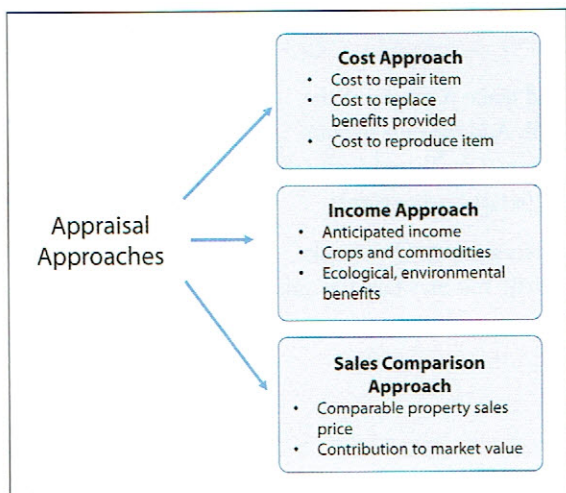 Appraisal
Approaches
Cost Approach
• Cost to repair item
• Cost to replace
benefits provided
• Cost to reproduce item
Income Approach
• Anticipated income
• Crops and commodities
• Ecological, environmental
benefits
Sales Comparison
Approach
• Comparable property sales
price
• Contribution to market value